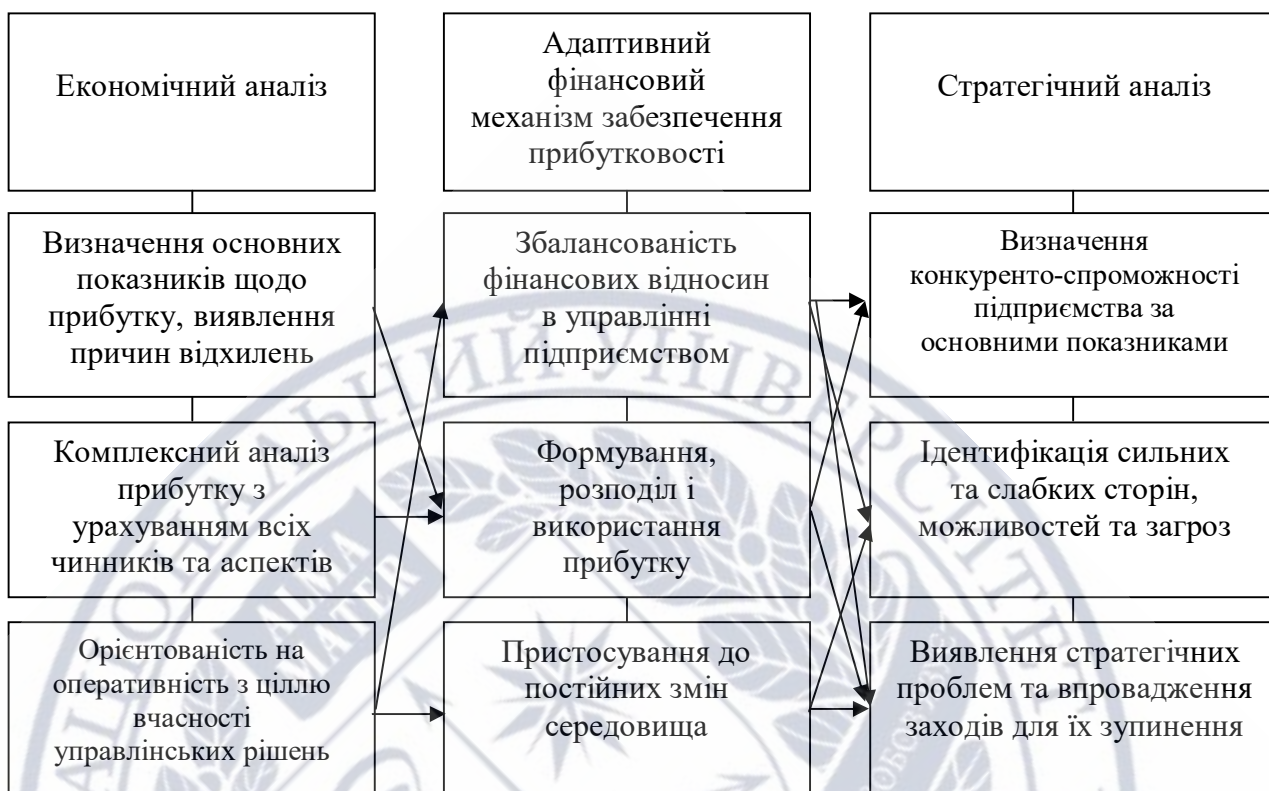 Економічний аналіз
Адаптивний
фінансовий
механізм забезпечення
прибутковості
Стратегічний аналіз
Визначення основних
показників щодо
прибутку, виявлення
причин відхилень
Збалансованість
фінансових відносин
в управлінні
підприємством
Визначення
конкуренто-спроможності
підприємства за
основними показниками
Комплексний аналіз
прибутку з
урахуванням всіх
чинників та аспектів
Формування,
розподіл і
використання
прибутку
Ідентифікація сильних
та слабких сторін,
можливостей та загроз
Орієнтованість на
оперативність з ціллю
вчасності
управлінських рішень
Пристосування до
постійних змін
середовища
Виявлення стратегічних
проблем та впровадження
заходів для їх зупинення
УНІВЕРСИТЕТ
ALMA
MATER